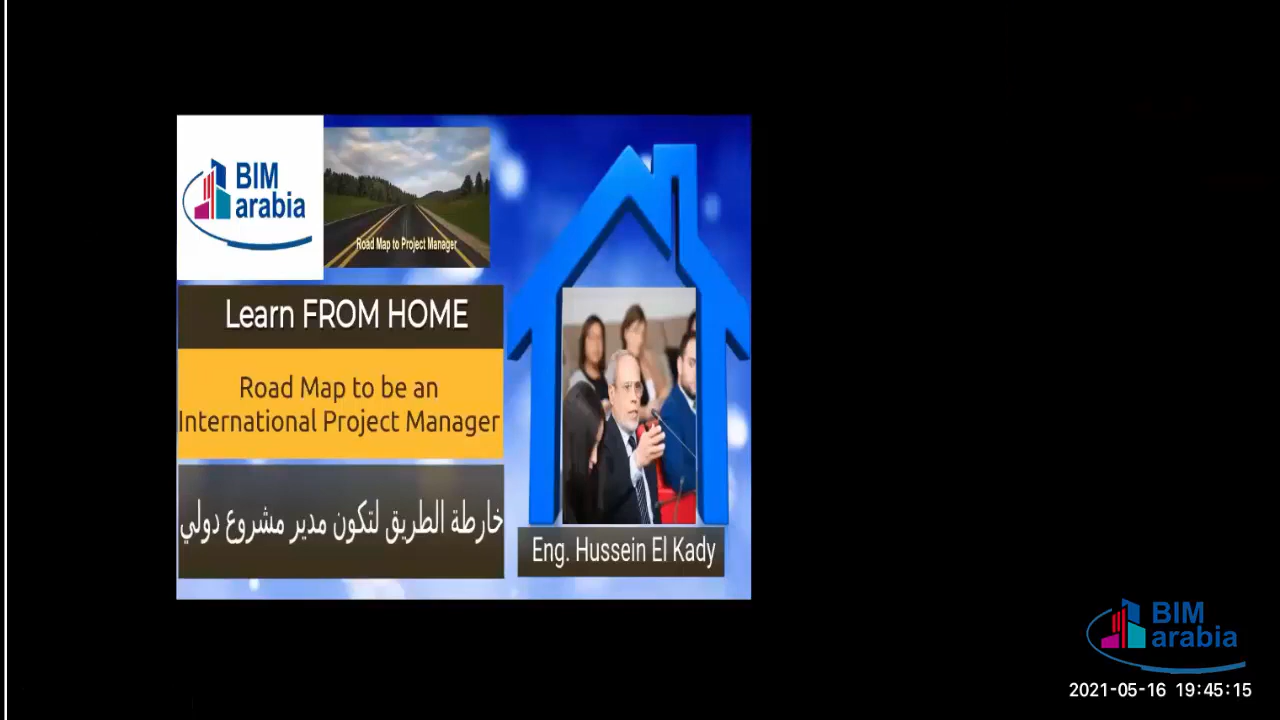 BIM
arabia
Road Map to Project Manager
Learn FROM HOME
Road Map to be an
International Project Manager
خارطة الطريق لتكون مدير مشروع دولي
Eng. Hussein El Kady
BIM
arabia
2021-05-16 19:45:15